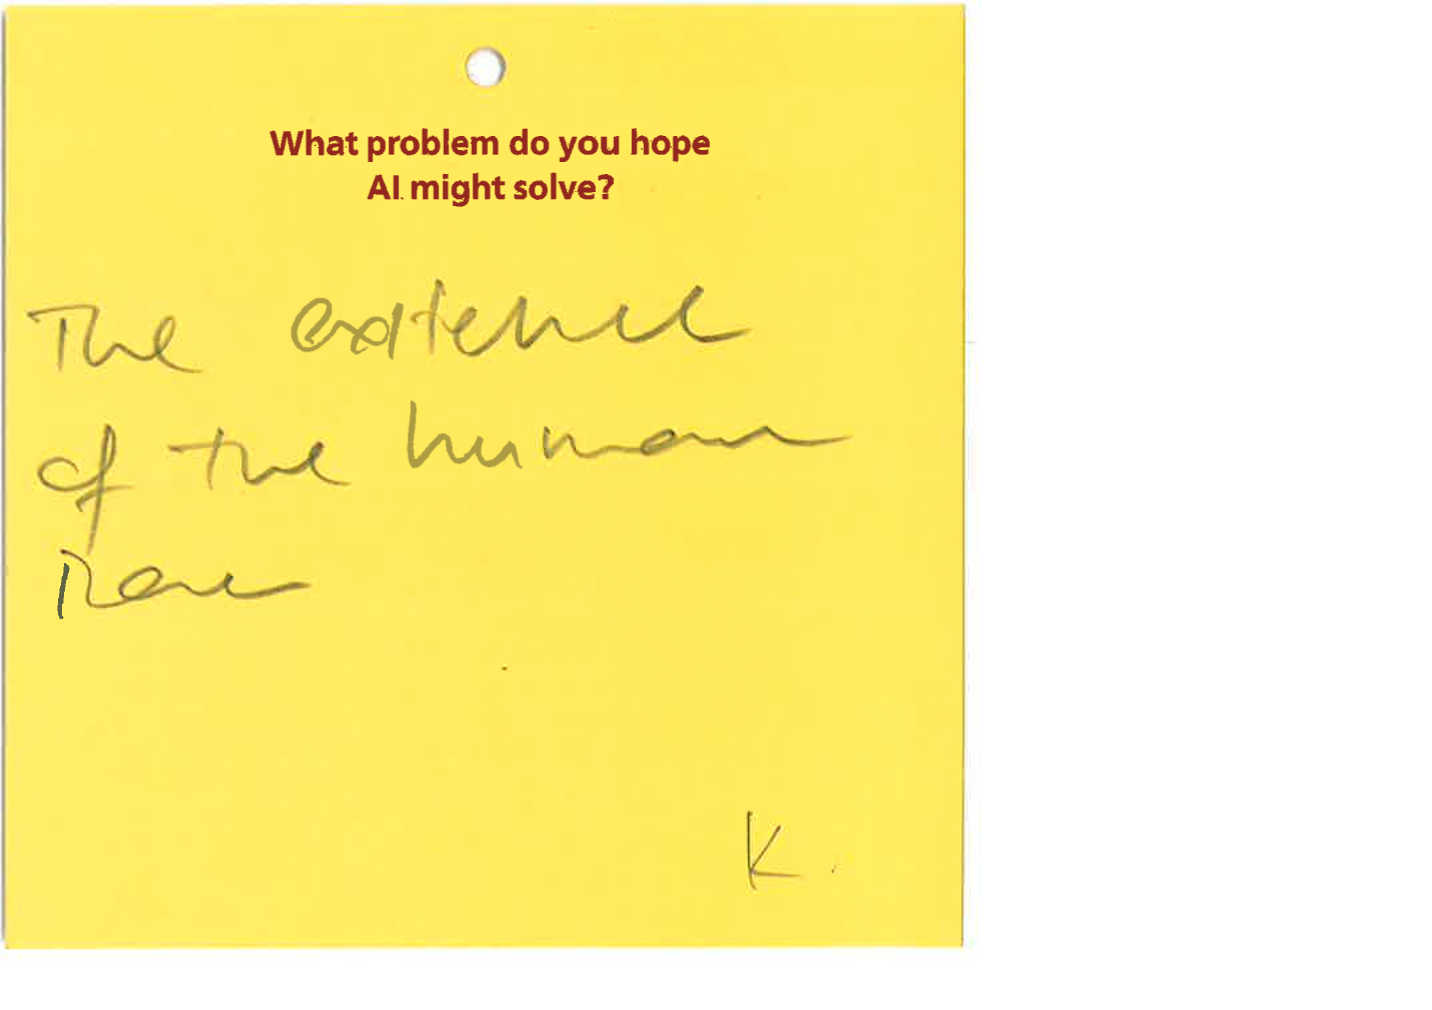 What problem do you hope
AI might solve?
The existence
of the human
Race
K.